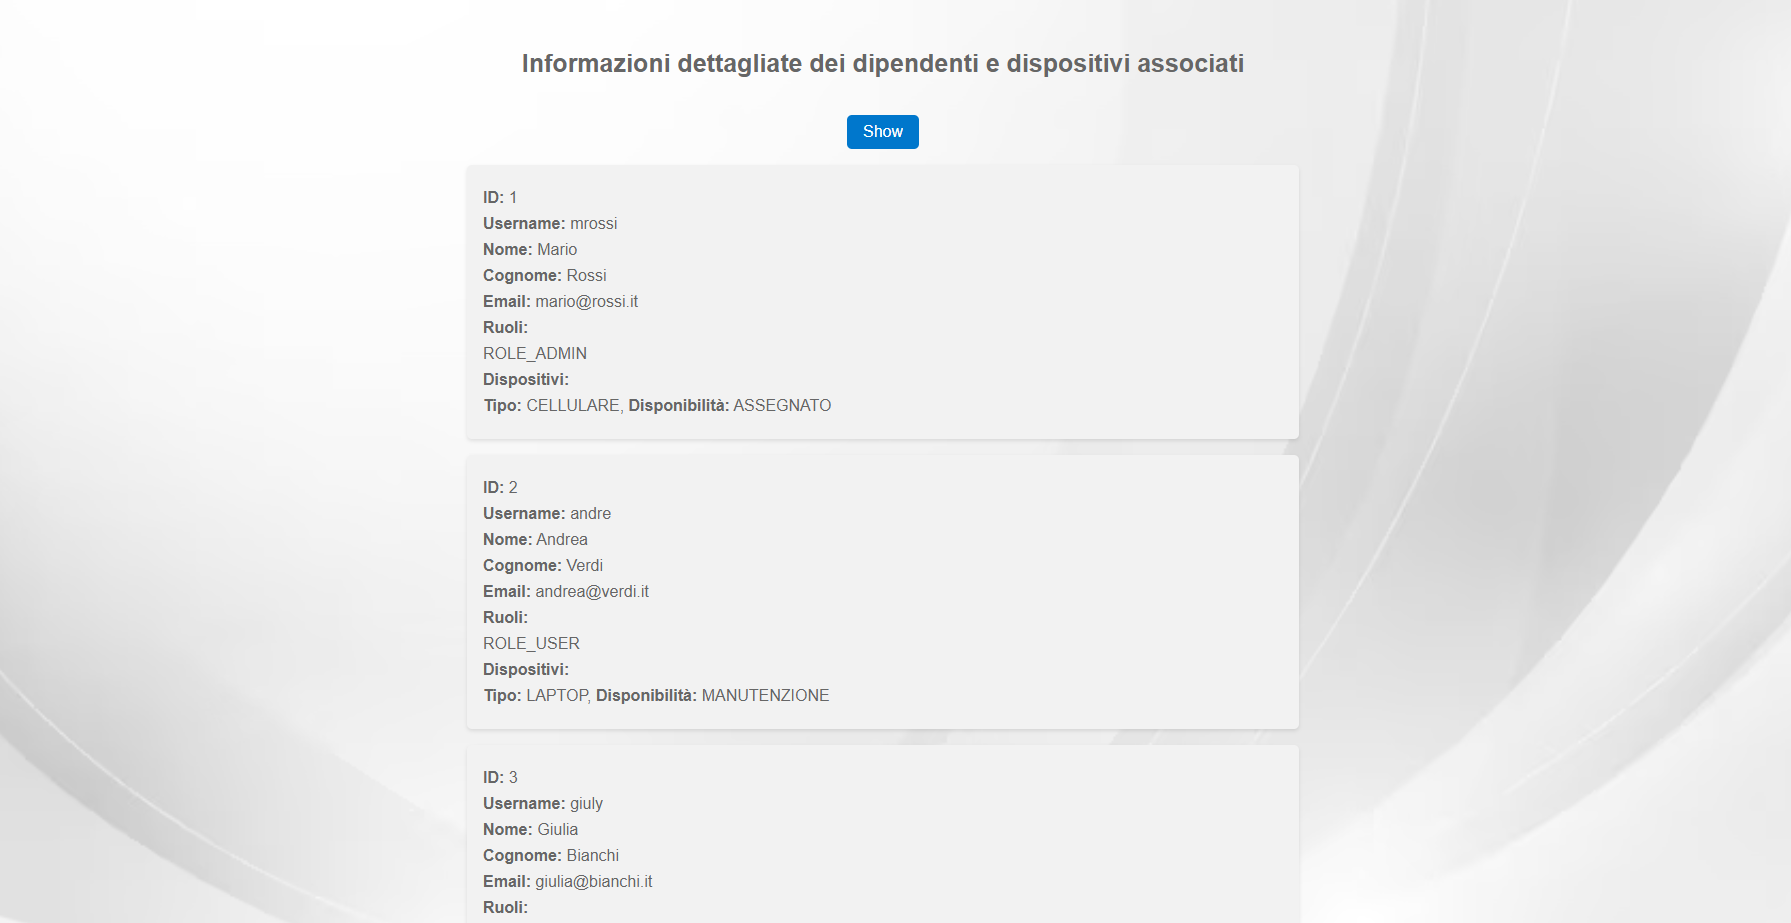 Informazioni dettagliate dei dipendenti e dispositivi associati
Show
ID: 1
Username: mrossi
Nome: Mario
Cognome: Rossi
Email: mario@rossi.it
Ruoli:
ROLE_ADMIN
Dispositivi:
Tipo: CELLULARE, Disponibilità: ASSEGNATO
ID: 2
Username: andre
Nome: Andrea
Cognome: Verdi
Email: andrea@verdi.it
Ruoli:
ROLE_USER
Dispositivi:
Tipo: LAPTOP, Disponibilità: MANUTENZIONE
ID: 3
Username: giuly
Nome: Giulia
Cognome: Bianchi
Email: giulia@bianchi.it
Ruoli: